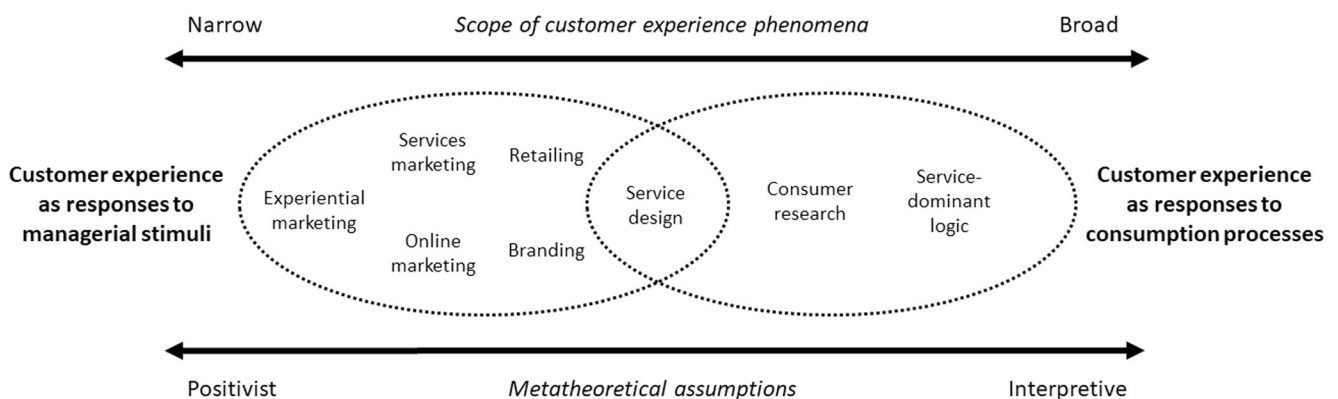 Narrow Scope of customer experience phenomena Broad
Customer experience
as responses to
managerial stimuli
Experiential
marketing
Services
marketing
Retailing
Online
marketing
Branding
Service
design
Consumer
research
Service-
dominant
logic
Customer experience
as responses to
consumption processes
Positivist Metatheoretical assumptions Interpretive